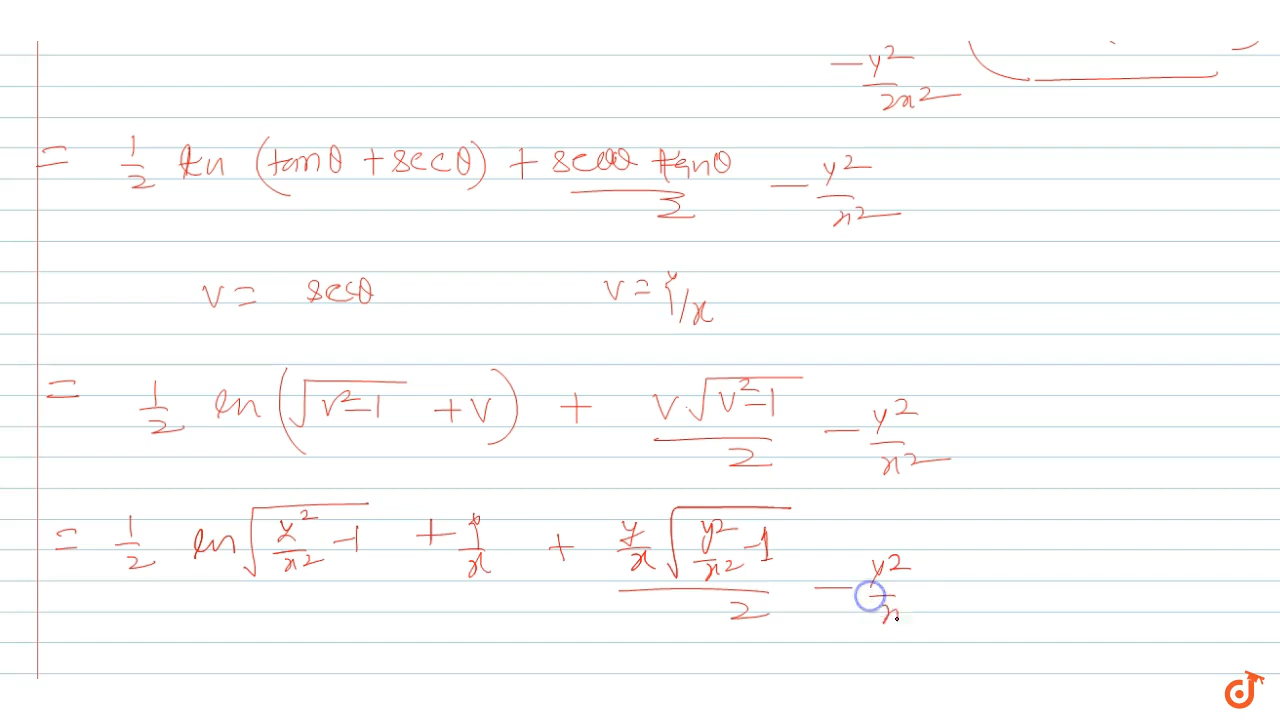 -y²/2x²
= 1/2 ln (tanθ + secθ) + secθ tanθ/2 - y²/x²
v = secθ v = y/x
= 1/2 ln(√(v²-1) + v) + v.√(v²-1)/2 - y²/x²
= 1/2 ln √(y²/x² -1) + y/x + y/x √(y²/x² -1)/2 - y²/x